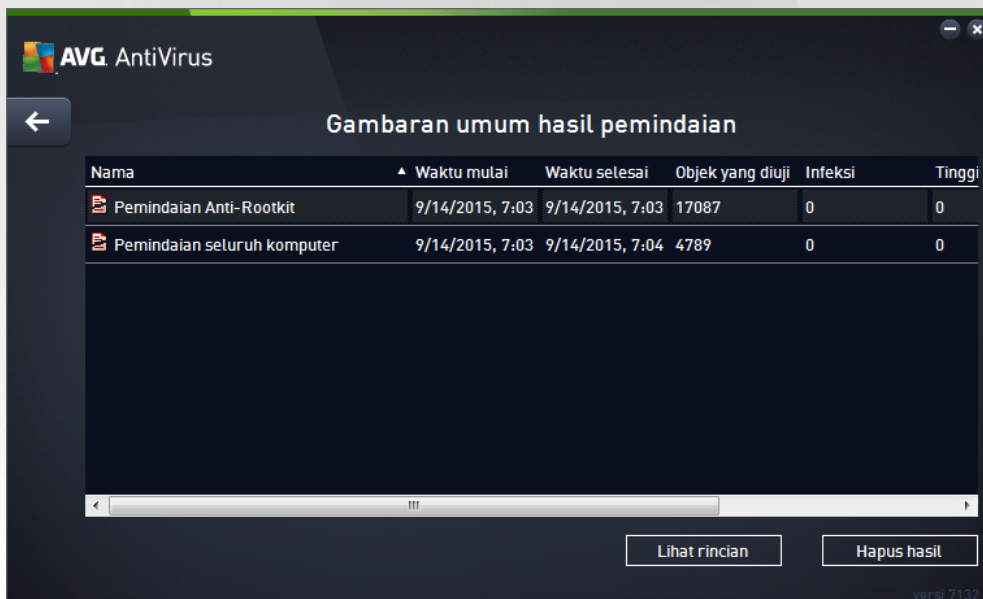 AVG. AntiVirus
Gambaran umum hasil pemindaian
Nama Waktu mulai Waktu selesai Objek yang diuji Infeksi Tinggi
Pemindaian Anti-Rootkit 9/14/2015, 7:03 9/14/2015, 7:03 17087 0 0
Pemindaian seluruh komputer 9/14/2015, 7:03 9/14/2015, 7:04 4789 0 0
Lihat rincian Hapus hasil
versi 7132